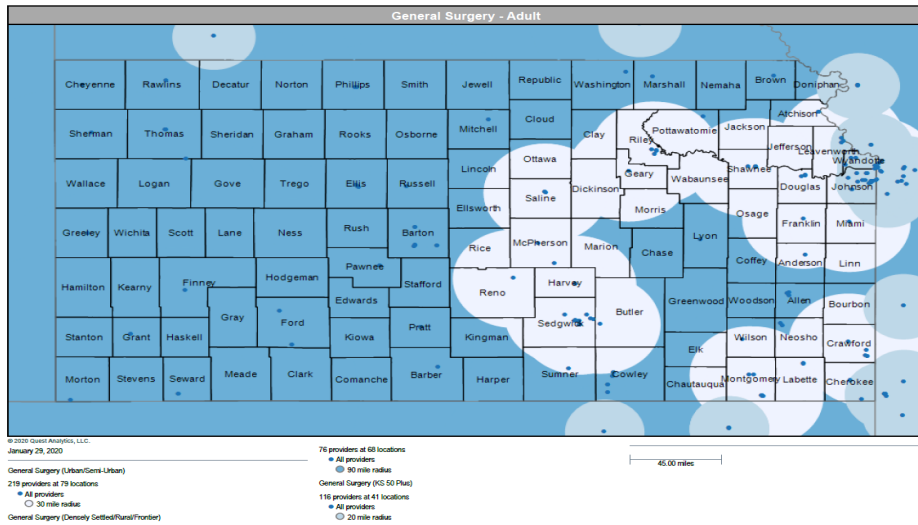 General Surgery - Adult
Cheyenne Rawlins Decatur Norton Phillips Smith Jewell Republic Washington Marshall Nemaha Brown Doniphan
Sherman Thomas Sheridan Graham Rooks Osborne Mitchell Cloud Clay Riley Pottawatomie Jackson Atchison
Jefferson Leavenworth
Wallace Logan Gove Trego Ellis Russell Lincoln Ottawa Geary Wabaunsee Shawnee Wyandotte
Saline Dickinson Douglas Johnson
Ellsworth Morris Osage
Greeley Wichita Scott Lane Ness Rush Barton Rice McPherson Marion Chase Lyon Franklin Miami
Hamilton Kearny Finney Hodgeman Pawnee Stafford Reno Harvey Coffey Anderson Linn
Gray Ford Edwards Sedgwick Butler Greenwood Woodson Allen Bourbon
Stanton Grant Haskell Kiowa Pratt Kingman Elk Wilson Neosho Crawford
Morton Stevens Seward Meade Clark Comanche Barber Harper Sumner Cowley Chautauqua Montgomery Labette Cherokee
© 2020 Quest Analytics, LLC.
January 29, 2020
General Surgery (Urban/Semi-Urban)
219 providers at 79 locations
All providers
30 mile radius
General Surgery (Densely Settled/Rural/Frontier)
76 providers at 68 locations
All providers
90 mile radius
General Surgery (KS 50 Plus)
116 providers at 41 locations
All providers
20 mile radius
45.00 miles